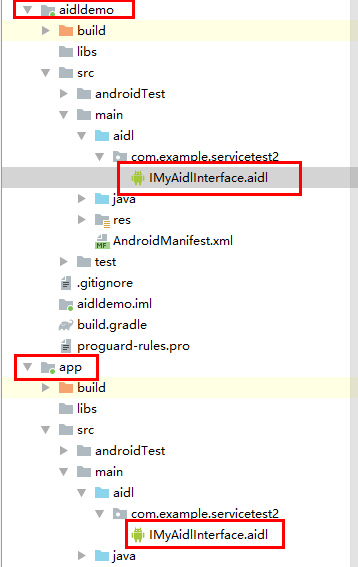 aidldemo
build
libs
src
androidTest
main
aidl
com.example.servicetest2
IMyAidlInterface.aidl
java
res
MF
AndroidManifest.xml
test
.gitignore
aidldemo.iml
build.gradle
proguard-rules.pro
app
build
libs
src
androidTest
main
aidl
com.example.servicetest2
IMyAidlInterface.aidl
java